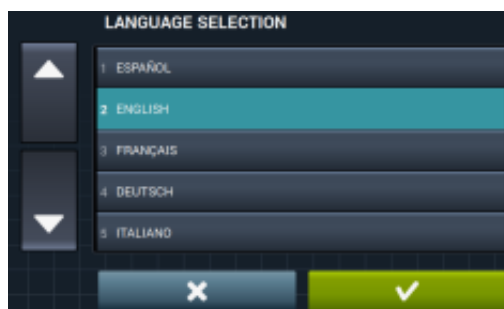 LANGUAGE SELECTION
1 ESPAÑOL
2 ENGLISH
3 FRANÇAIS
4 DEUTSCH
5 ITALIANO